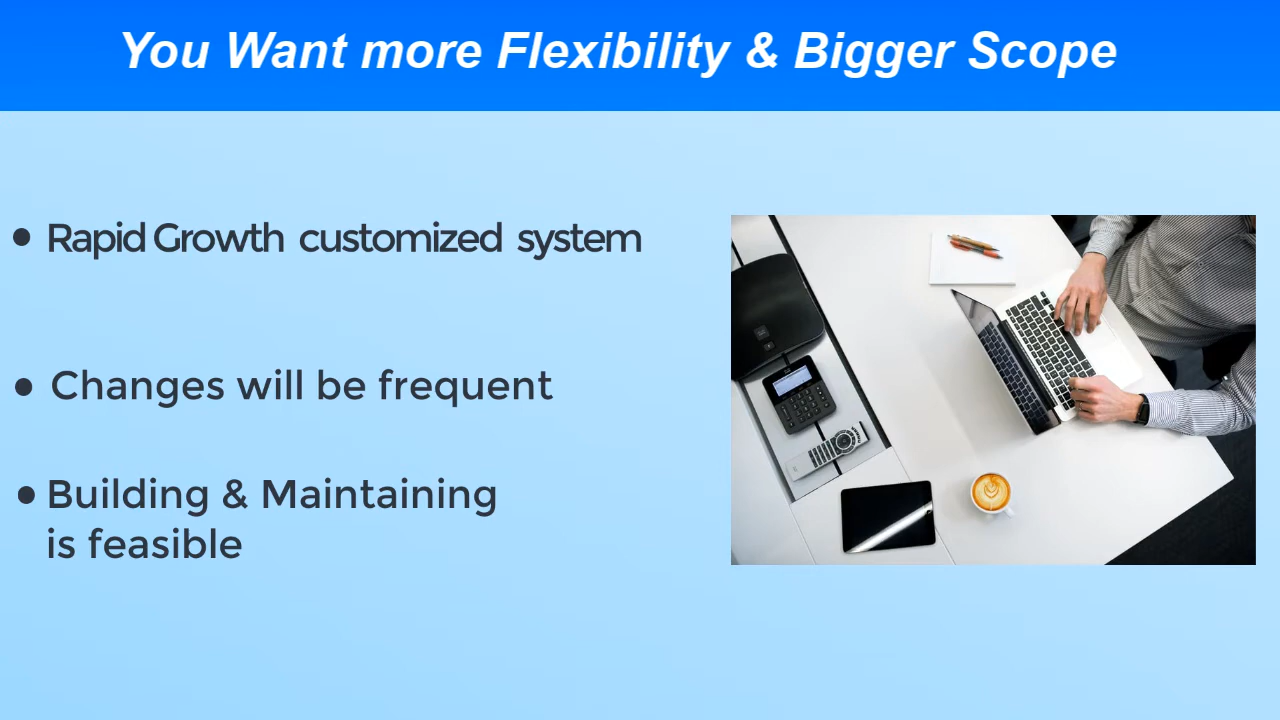 You Want more Flexibility & Bigger Scope
• Rapid Growth customized system
• Changes will be frequent
• Building & Maintaining
is feasible